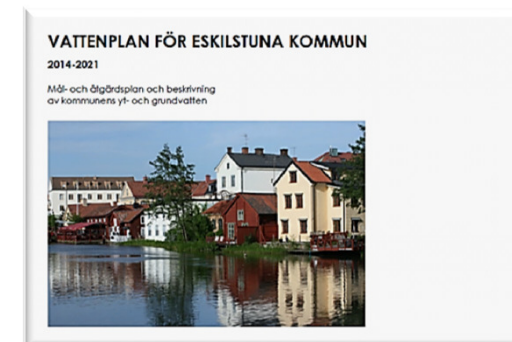 VATTENPLAN FÖR ESKILSTUNA KOMMUN
2014-2021
Mål- och åtgärdsplan och beskrivning
av kommunens yt- och grundvatten